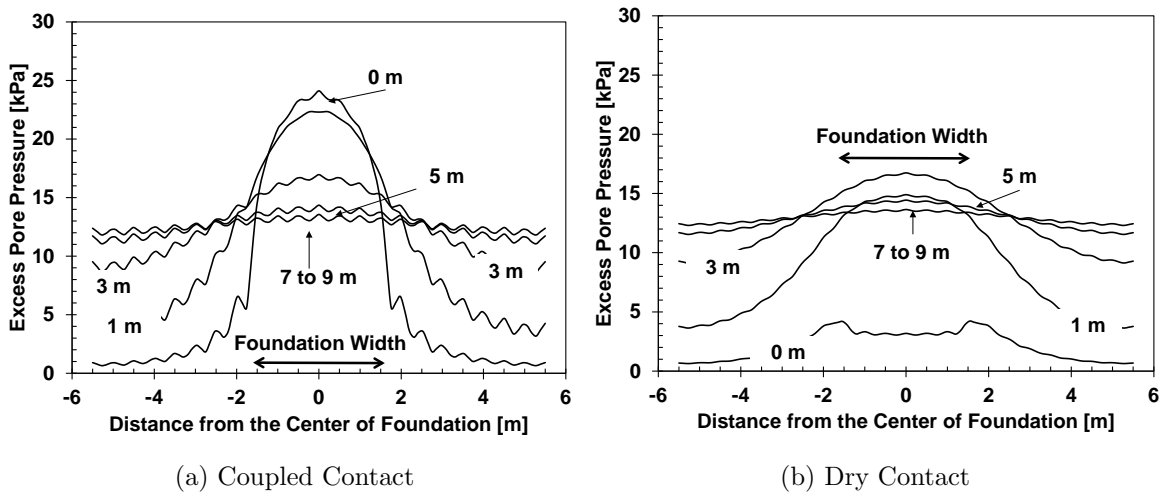 30
25
20
15
10
5
0
Excess Pore Pressure [kPa]
0 m
5 m
3 m
7 to 9 m
3 m
1 m
Foundation Width
-6 -4 -2 0 2 4 6
Distance from the Center of Foundation [m]
(a) Coupled Contact
30
25
20
15
10
5
0
Excess Pore Pressure [kPa]
Foundation Width
5 m
3 m
7 to 9 m
1 m
0 m
-6 -4 -2 0 2 4 6
Distance from the Center of Foundation [m]
(b) Dry Contact